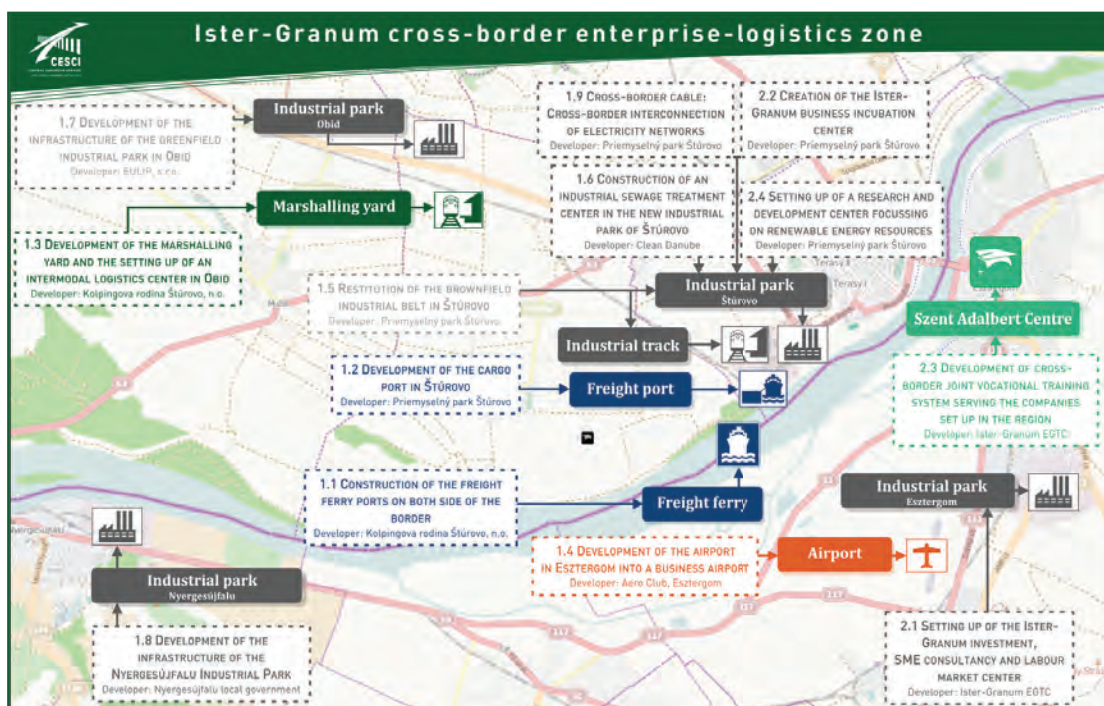 CESCI
Ister-Granum cross-border enterprise-logistics zone
1.7 Development of the
infrastructure of the greenfield
industrial park in Obid
Developer: EULIP, s.r.o.
Industrial park
Obid
1.9 Cross-border cable:
Cross-border interconnection
of electricity networks
Developer: Priemyselný park Štúrovo
2.2 Creation of the Ister-
Granum business incubation
center
Developer: Priemyselný park Štúrovo
1.3 Development of the marshalling
yard and the setting up of an
intermodal logistics center in Obid
Developer: Kolpingova rodina Štúrovo, n.o.
Marshalling yard
1.6 Construction of an
industrial sewage treatment
center in the new industrial
park of Štúrovo
Developer: Clean Danube
2.4 Setting up of a research and
development center focussing
on renewable energy resources
Developer: Priemyselný park Štúrovo
Terasy II
Terasy I
1.5 Restitution of the brownfield
industrial belt in Štúrovo
Developer: Priemyselný park Štúrovo
Industrial park
Štúrovo
Industrial track
Szent Adalbert Centre
1.2 Development of the cargo
port in Štúrovo
Developer: Priemyselný park Štúrovo
Freight port
2.3 Development of cross-
border joint vocational training
system serving the companies
set up in the region
Developer: Ister-Granum EGTC
1.1 Construction of the freight
ferry ports on both side of the
border
Developer: Kolpingova rodina Štúrovo, n.o.
Freight ferry
Industrial park
Esztergom
1.4 Development of the airport
in Esztergom into a business airport
Developer: Aero Club, Esztergom
Airport
Industrial park
Nyergesújfalu
1.8 Development of the
infrastructure of the
Nyergesújfalu Industrial Park
Developer: Nyergesújfalu local government
2.1 Setting up of the Ister-
Granum investment,
SME consultancy and labour
market center
Developer: Ister-Granum EGTC
10
117
117
117